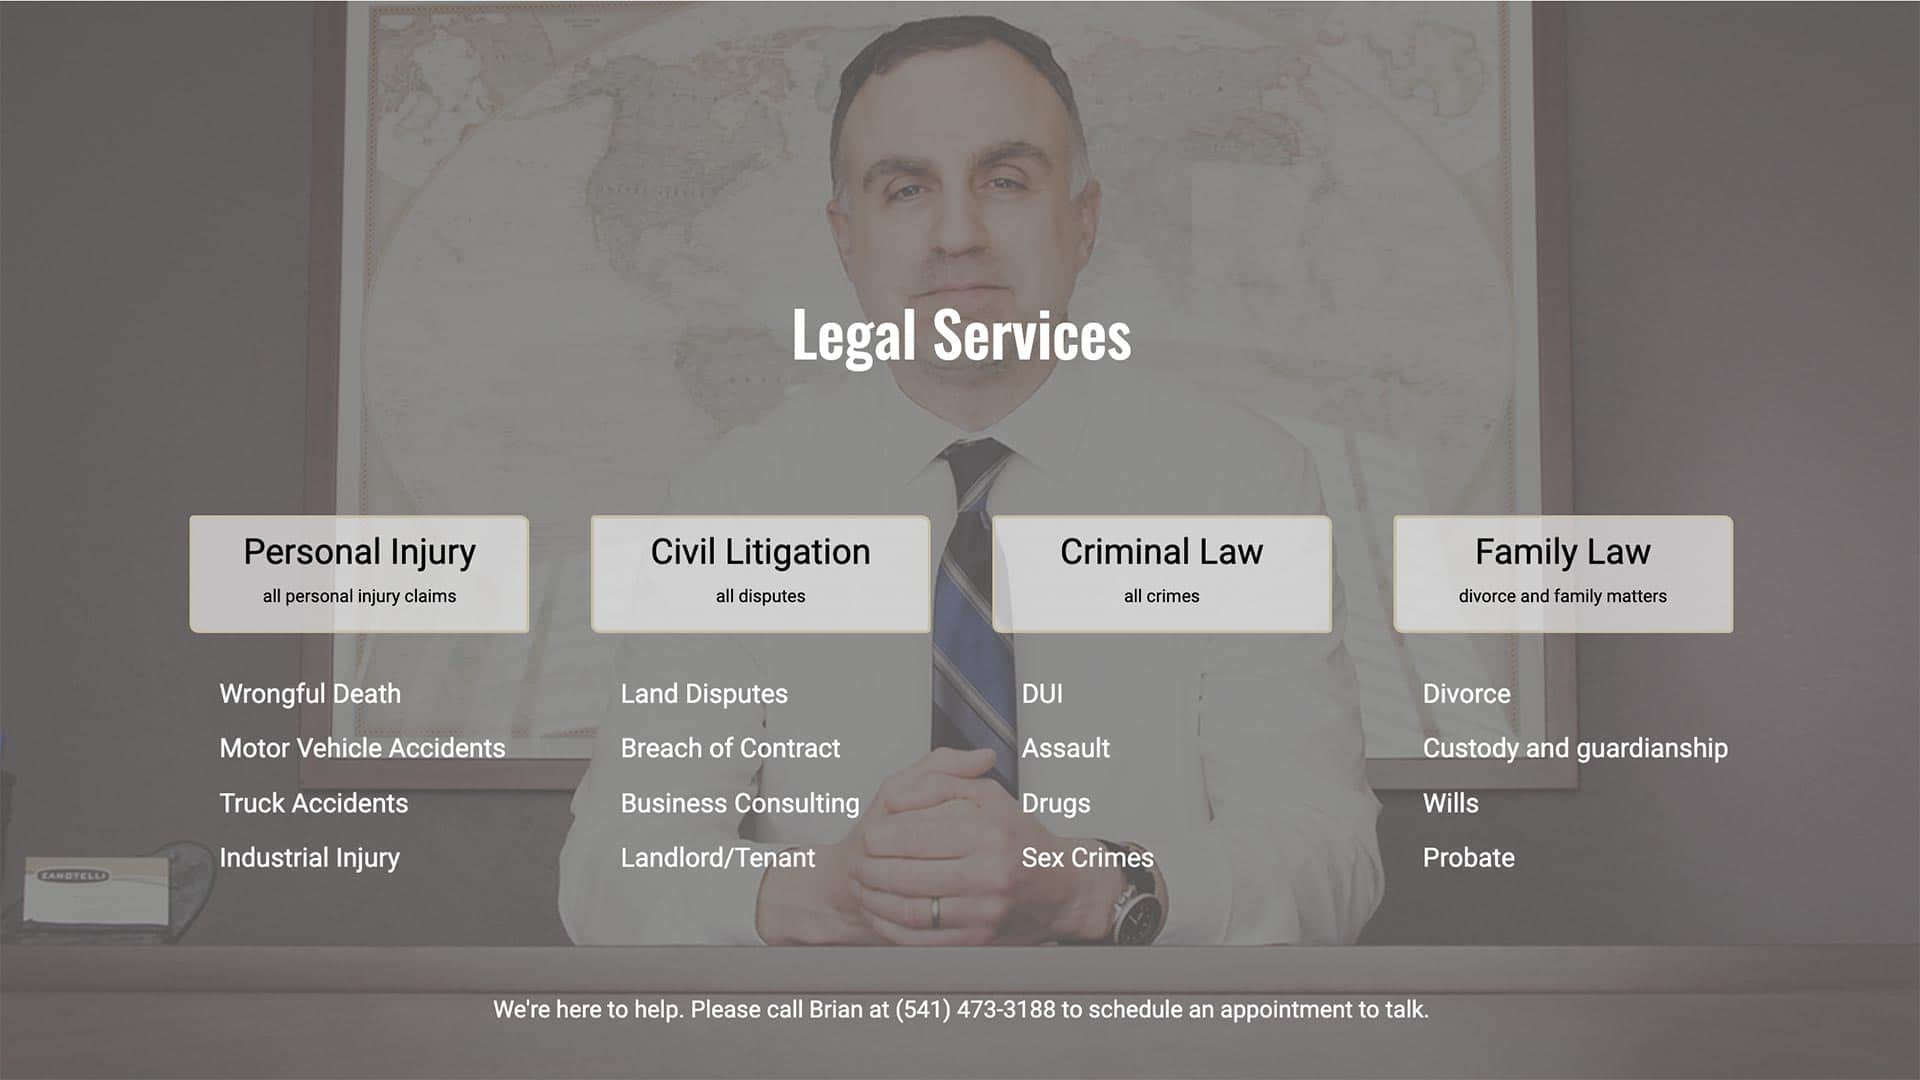 Legal Services
Personal Injury
all personal injury claims
Wrongful Death
Motor Vehicle Accidents
Truck Accidents
Industrial Injury
Civil Litigation
all disputes
Land Disputes
Breach of Contract
Business Consulting
Landlord/Tenant
Criminal Law
all crimes
DUI
Assault
Drugs
Sex Crimes
Family Law
divorce and family matters
Divorce
Custody and guardianship
Wills
Probate
ZANOTELLI
We're here to help. Please call Brian at (541) 473-3188 to schedule an appointment to talk.